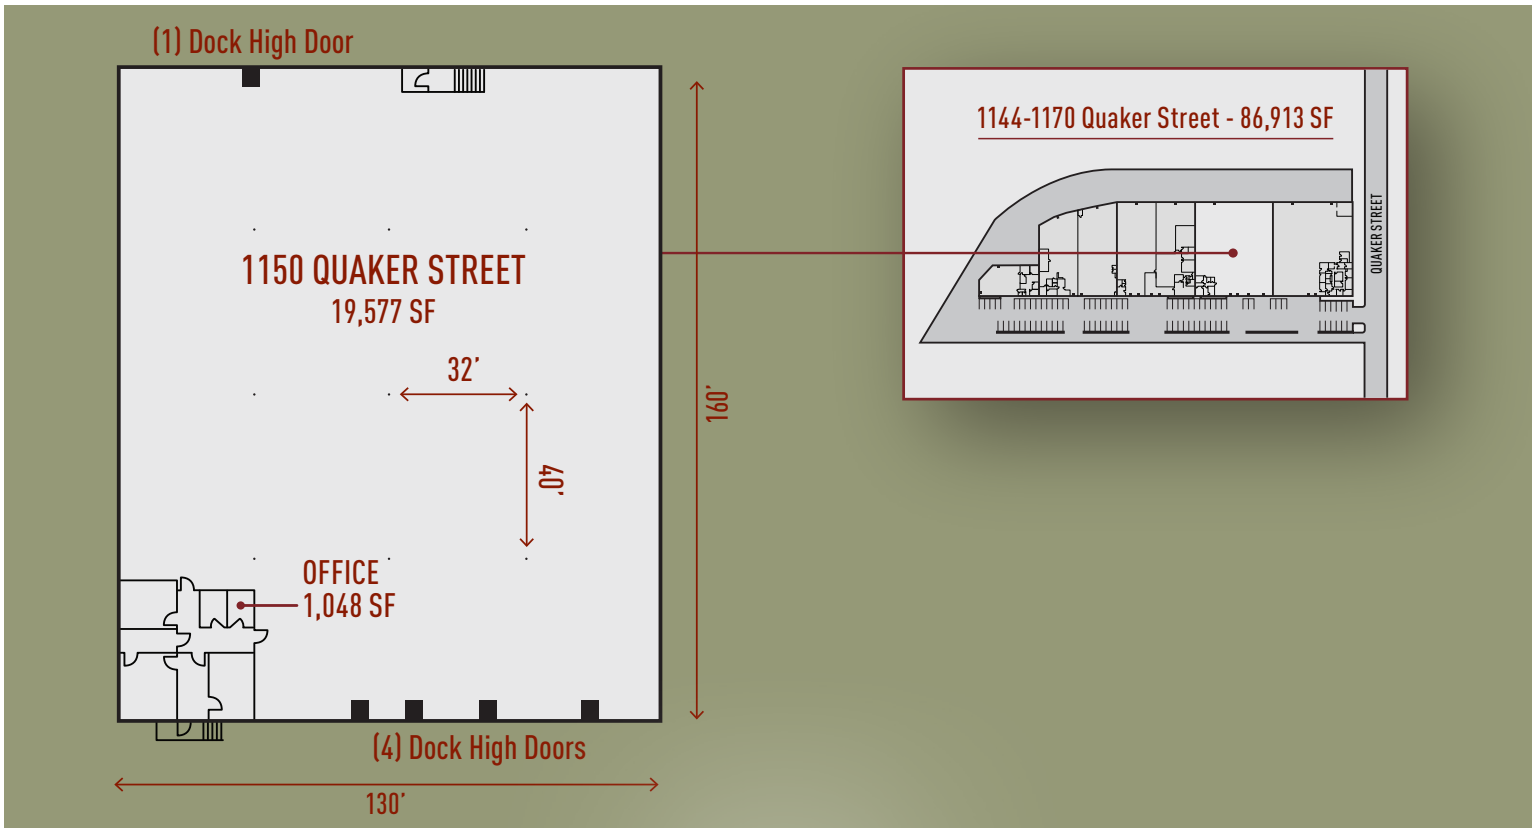 (1) Dock High Door
1144-1170 Quaker Street - 86,913 SF
QUAKER STREET
1150 QUAKER STREET
19,577 SF
32’
160’
40’
OFFICE
1,048 SF
(4) Dock High Doors
130’